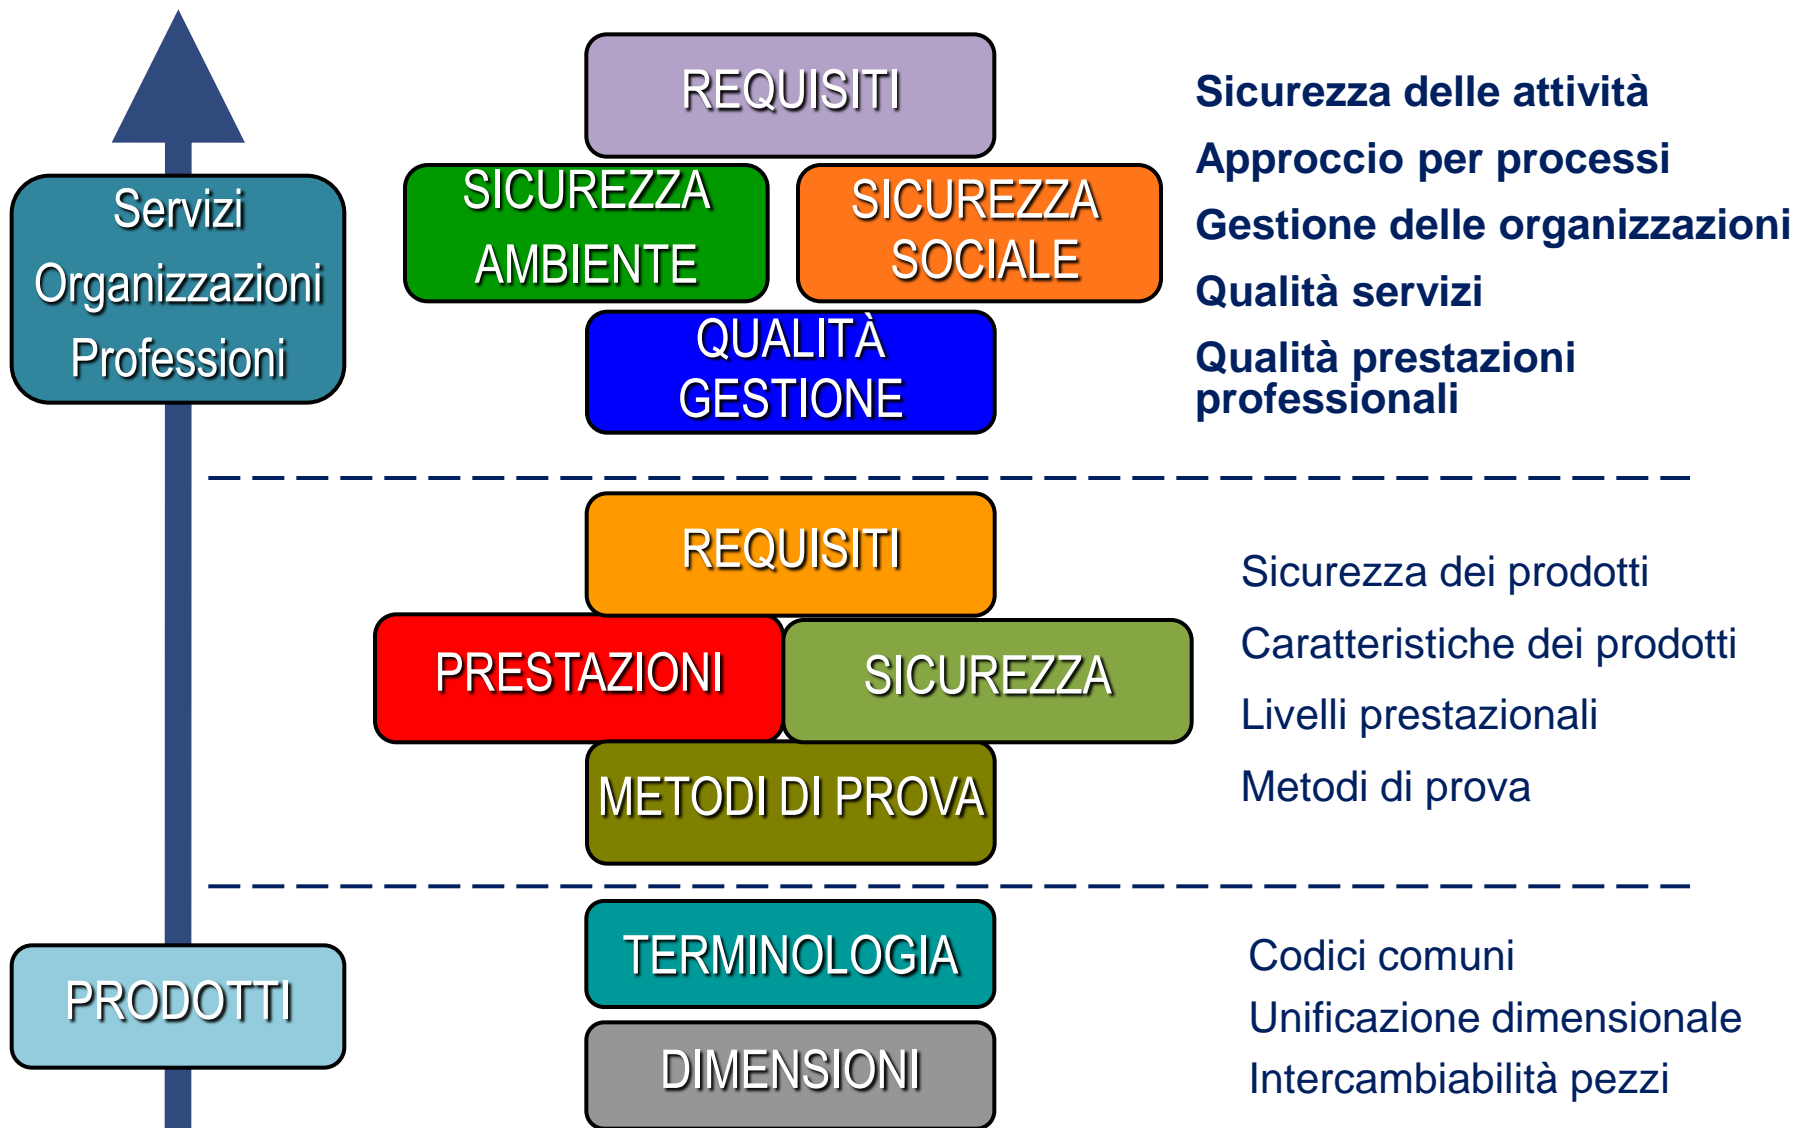 REQUISITI
SICUREZZA
AMBIENTE
SICUREZZA
SOCIALE
QUALITÀ
GESTIONE
Servizi
Organizzazioni
Professioni
Sicurezza delle attività
Approccio per processi
Gestione delle organizzazioni
Qualità servizi
Qualità prestazioni
professionali
REQUISITI
PRESTAZIONI
SICUREZZA
METODI DI PROVA
Sicurezza dei prodotti
Caratteristiche dei prodotti
Livelli prestazionali
Metodi di prova
PRODOTTI
TERMINOLOGIA
DIMENSIONI
Codici comuni
Unificazione dimensionale
Intercambiabilità pezzi